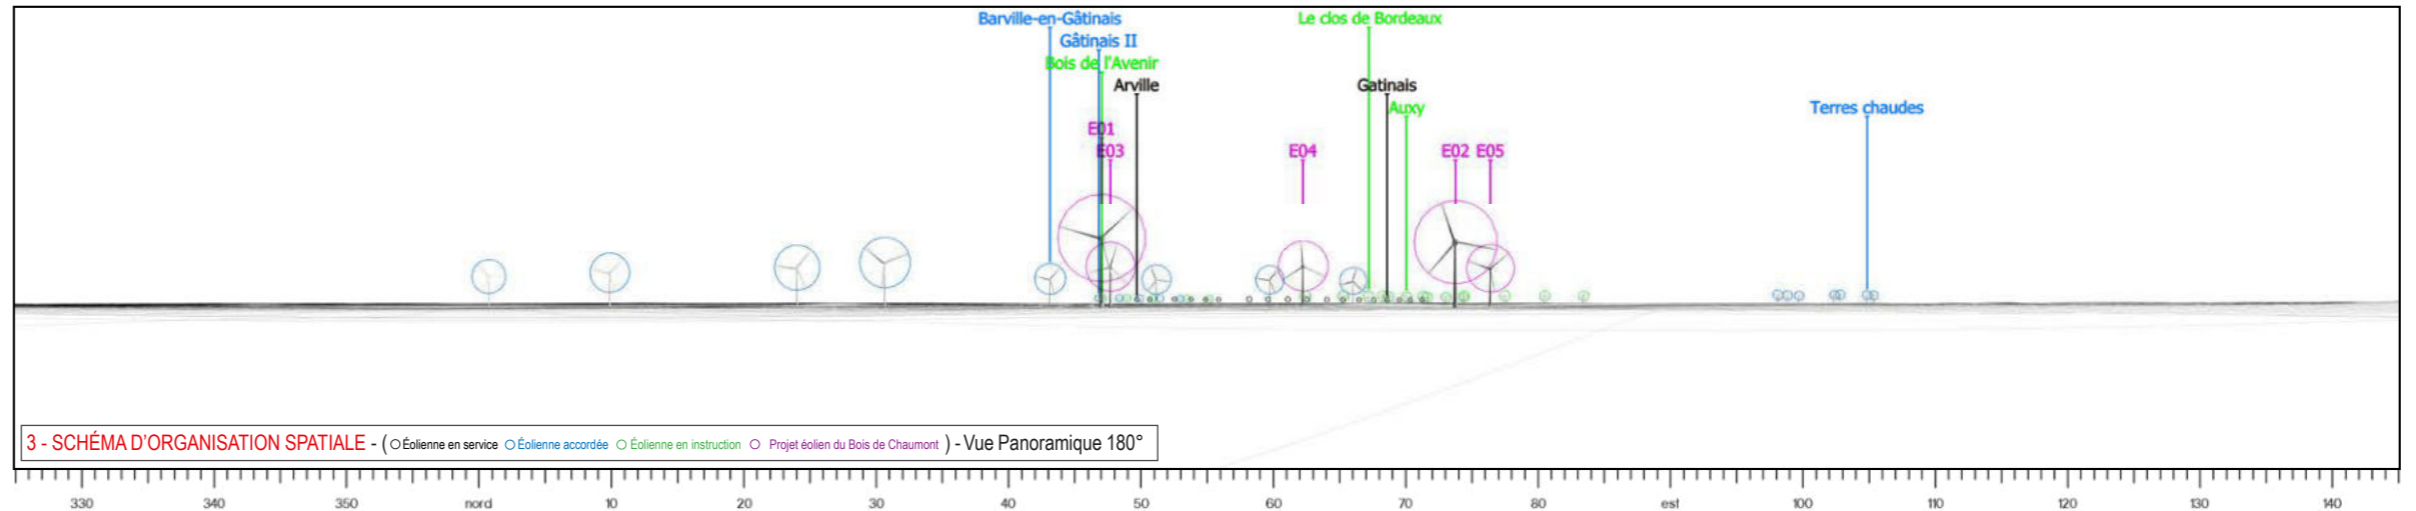 Barville-en-Gâtinais
Le clos de Bordeaux
Gâtinais II
Bois de l'Avenir
Arville
Gatinais
Auxy
Terres chaudes
E01
E03
E04
E02
E05
3 - SCHÉMA D'ORGANISATION SPATIALE - ( Éolienne en service Éolienne accordée Éolienne en instruction Projet éolien du Bois de Chaumont ) - Vue Panoramique 180°
330 340 350 nord 10 20 30 40 50 60 70 80 est 100 110 120 130 140